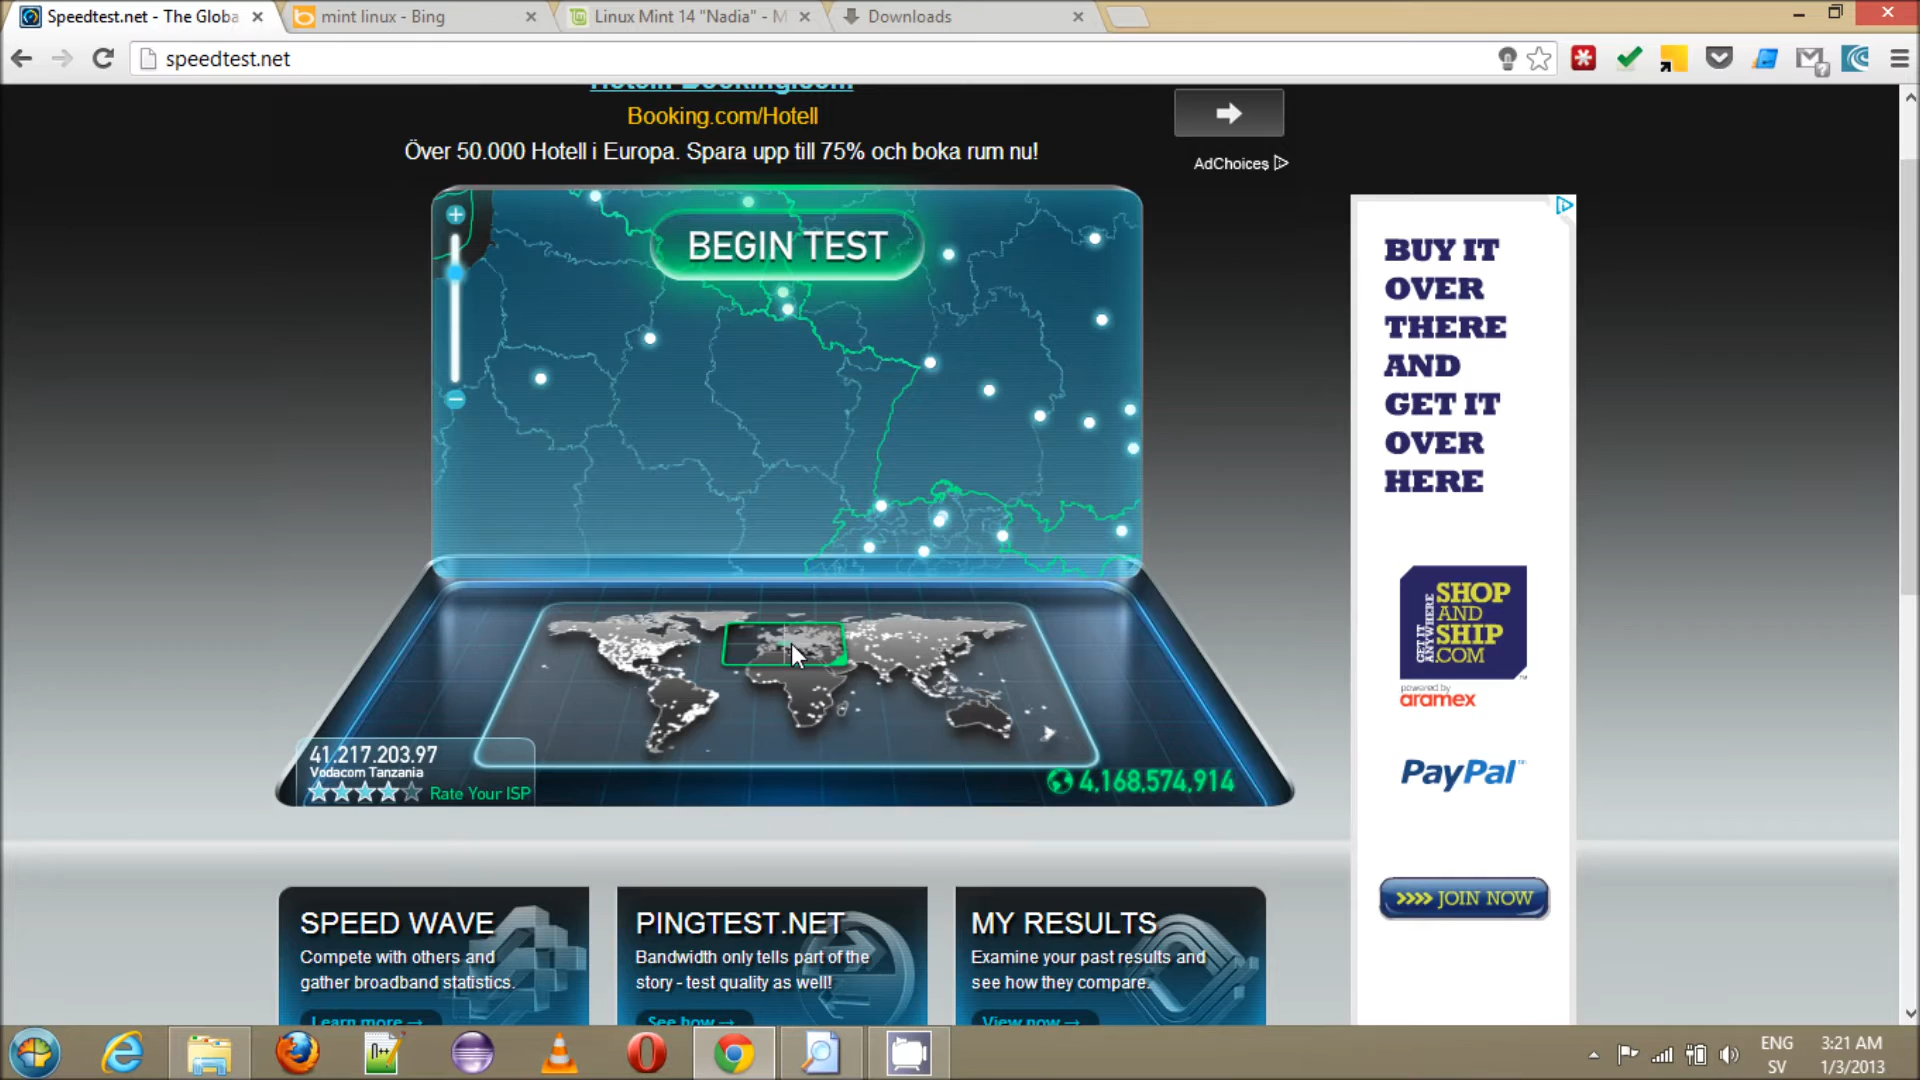 Speedtest.net - The Globa
mint linux - Bing
Linux Mint 14 "Nadia" - M
Downloads
speedtest.net
Hotell: Booking.com
Booking.com/Hotell
Över 50.000 Hotell i Europa. Spara upp till 75% och boka rum nu!
AdChoices
BEGIN TEST
BUY IT
OVER
THERE
AND
GET IT
OVER
HERE
GET IT
ANYWHERE
SHOP
AND
SHIP
.COM
powered by
aramex
PayPal
>>>> JOIN NOW
41.217.203.97
Vodacom Tanzania
Rate Your ISP
4,168,574,914
SPEED WAVE
Compete with others and
gather broadband statistics.
Learn more →
PINGTEST.NET
Bandwidth only tells part of the
story - test quality as well!
See how →
MY RESULTS
Examine your past results and
see how they compare.
View now →
ENG
SV
3:21 AM
1/3/2013